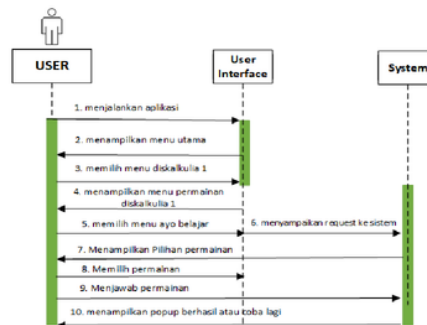 USER
User
Interface
System
1. menjalankan aplikasi
2. menampilkan menu utama
3. memilih menu diskalkulia 1
4. menampilkan menu permainan
diskalkulia 1
5. memilih menu ayo belajar
6. menyampaikan request ke sistem
7. Menampilkan Pilihan permainan
8. Memilih permainan
9. Menjawab permainan
10. menampilkan popup berhasil atau coba lagi